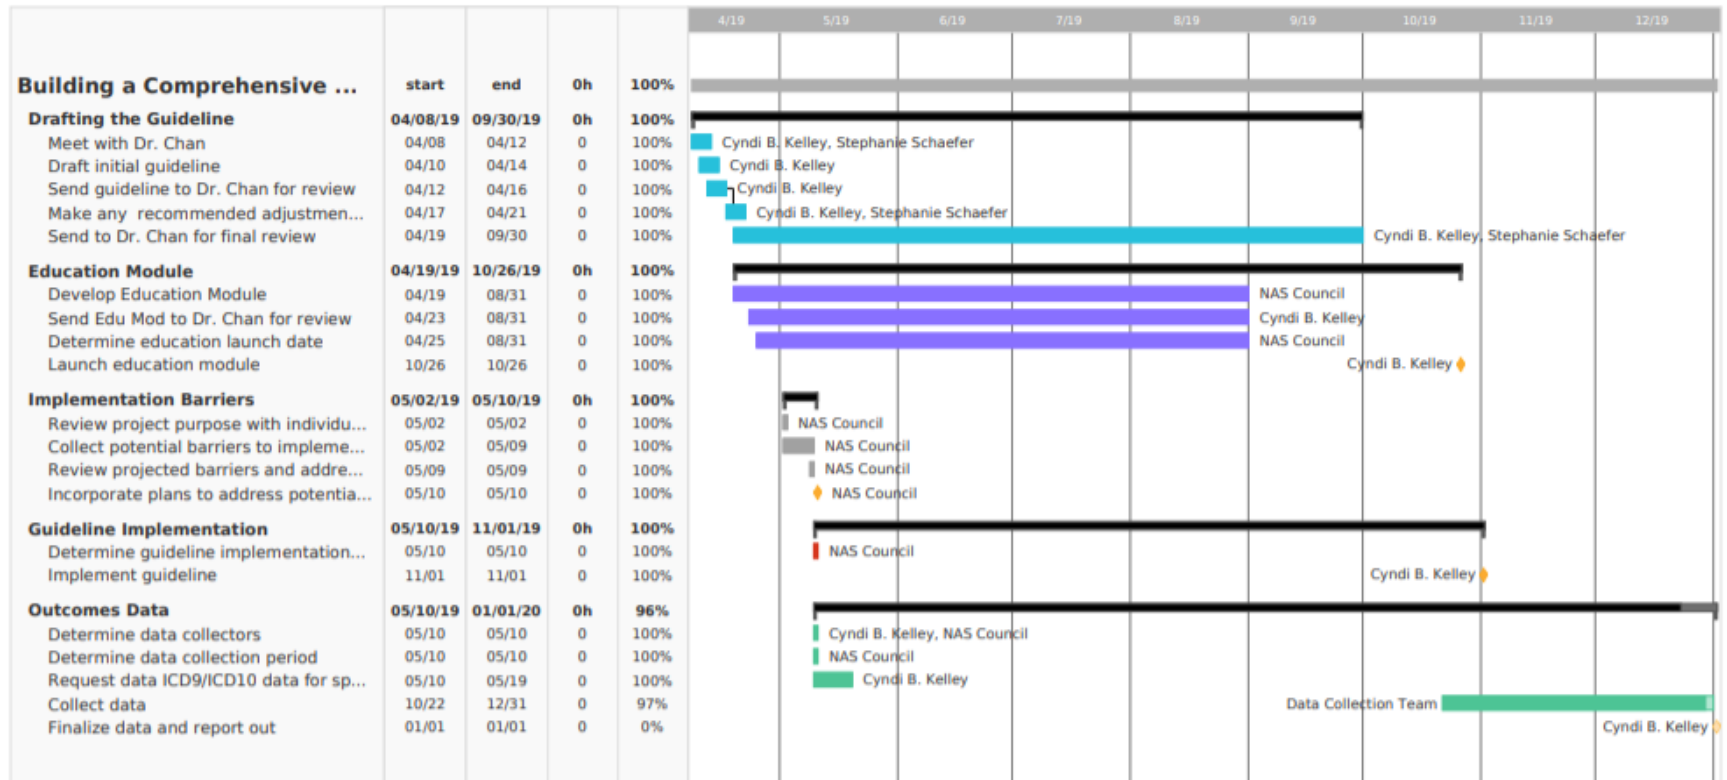 4/19 5/19 6/19 7/19 8/19 9/19 10/19 11/19 12/19
Building a Comprehensive ... start end 0h 100%
Drafting the Guideline 04/08/19 09/30/19 0h 100%
Meet with Dr. Chan 04/08 04/12 0 100% Cyndi B. Kelley, Stephanie Schaefer
Draft initial guideline 04/10 04/14 0 100% Cyndi B. Kelley
Send guideline to Dr. Chan for review 04/12 04/16 0 100% Cyndi B. Kelley
Make any recommended adjustmen... 04/17 04/21 0 100% Cyndi B. Kelley, Stephanie Schaefer
Send to Dr. Chan for final review 04/19 09/30 0 100% Cyndi B. Kelley, Stephanie Schaefer
Education Module 04/19/19 10/26/19 0h 100%
Develop Education Module 04/19 08/31 0 100% NAS Council
Send Edu Mod to Dr. Chan for review 04/23 08/31 0 100% Cyndi B. Kelley
Determine education launch date 04/25 08/31 0 100% NAS Council
Launch education module 10/26 10/26 0 100% Cyndi B. Kelley
Implementation Barriers 05/02/19 05/10/19 0h 100%
Review project purpose with individu... 05/02 05/02 0 100% NAS Council
Collect potential barriers to impleme... 05/02 05/09 0 100% NAS Council
Review projected barriers and addre... 05/09 05/09 0 100% NAS Council
Incorporate plans to address potentia... 05/10 05/10 0 100% NAS Council
Guideline Implementation 05/10/19 11/01/19 0h 100%
Determine guideline implementation... 05/10 05/10 0 100% NAS Council
Implement guideline 11/01 11/01 0 100% Cyndi B. Kelley
Outcomes Data 05/10/19 01/01/20 0h 96%
Determine data collectors 05/10 05/10 0 100% Cyndi B. Kelley, NAS Council
Determine data collection period 05/10 05/10 0 100% NAS Council
Request data ICD9/ICD10 data for sp... 05/10 05/19 0 100% Cyndi B. Kelley
Collect data 10/22 12/31 0 97% Data Collection Team
Finalize data and report out 01/01 01/01 0 0% Cyndi B. Kelley